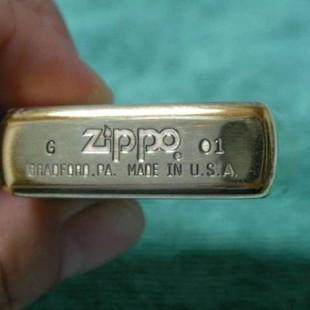 G Zippo 01
BRADFORD,PA. MADE IN U.S.A.